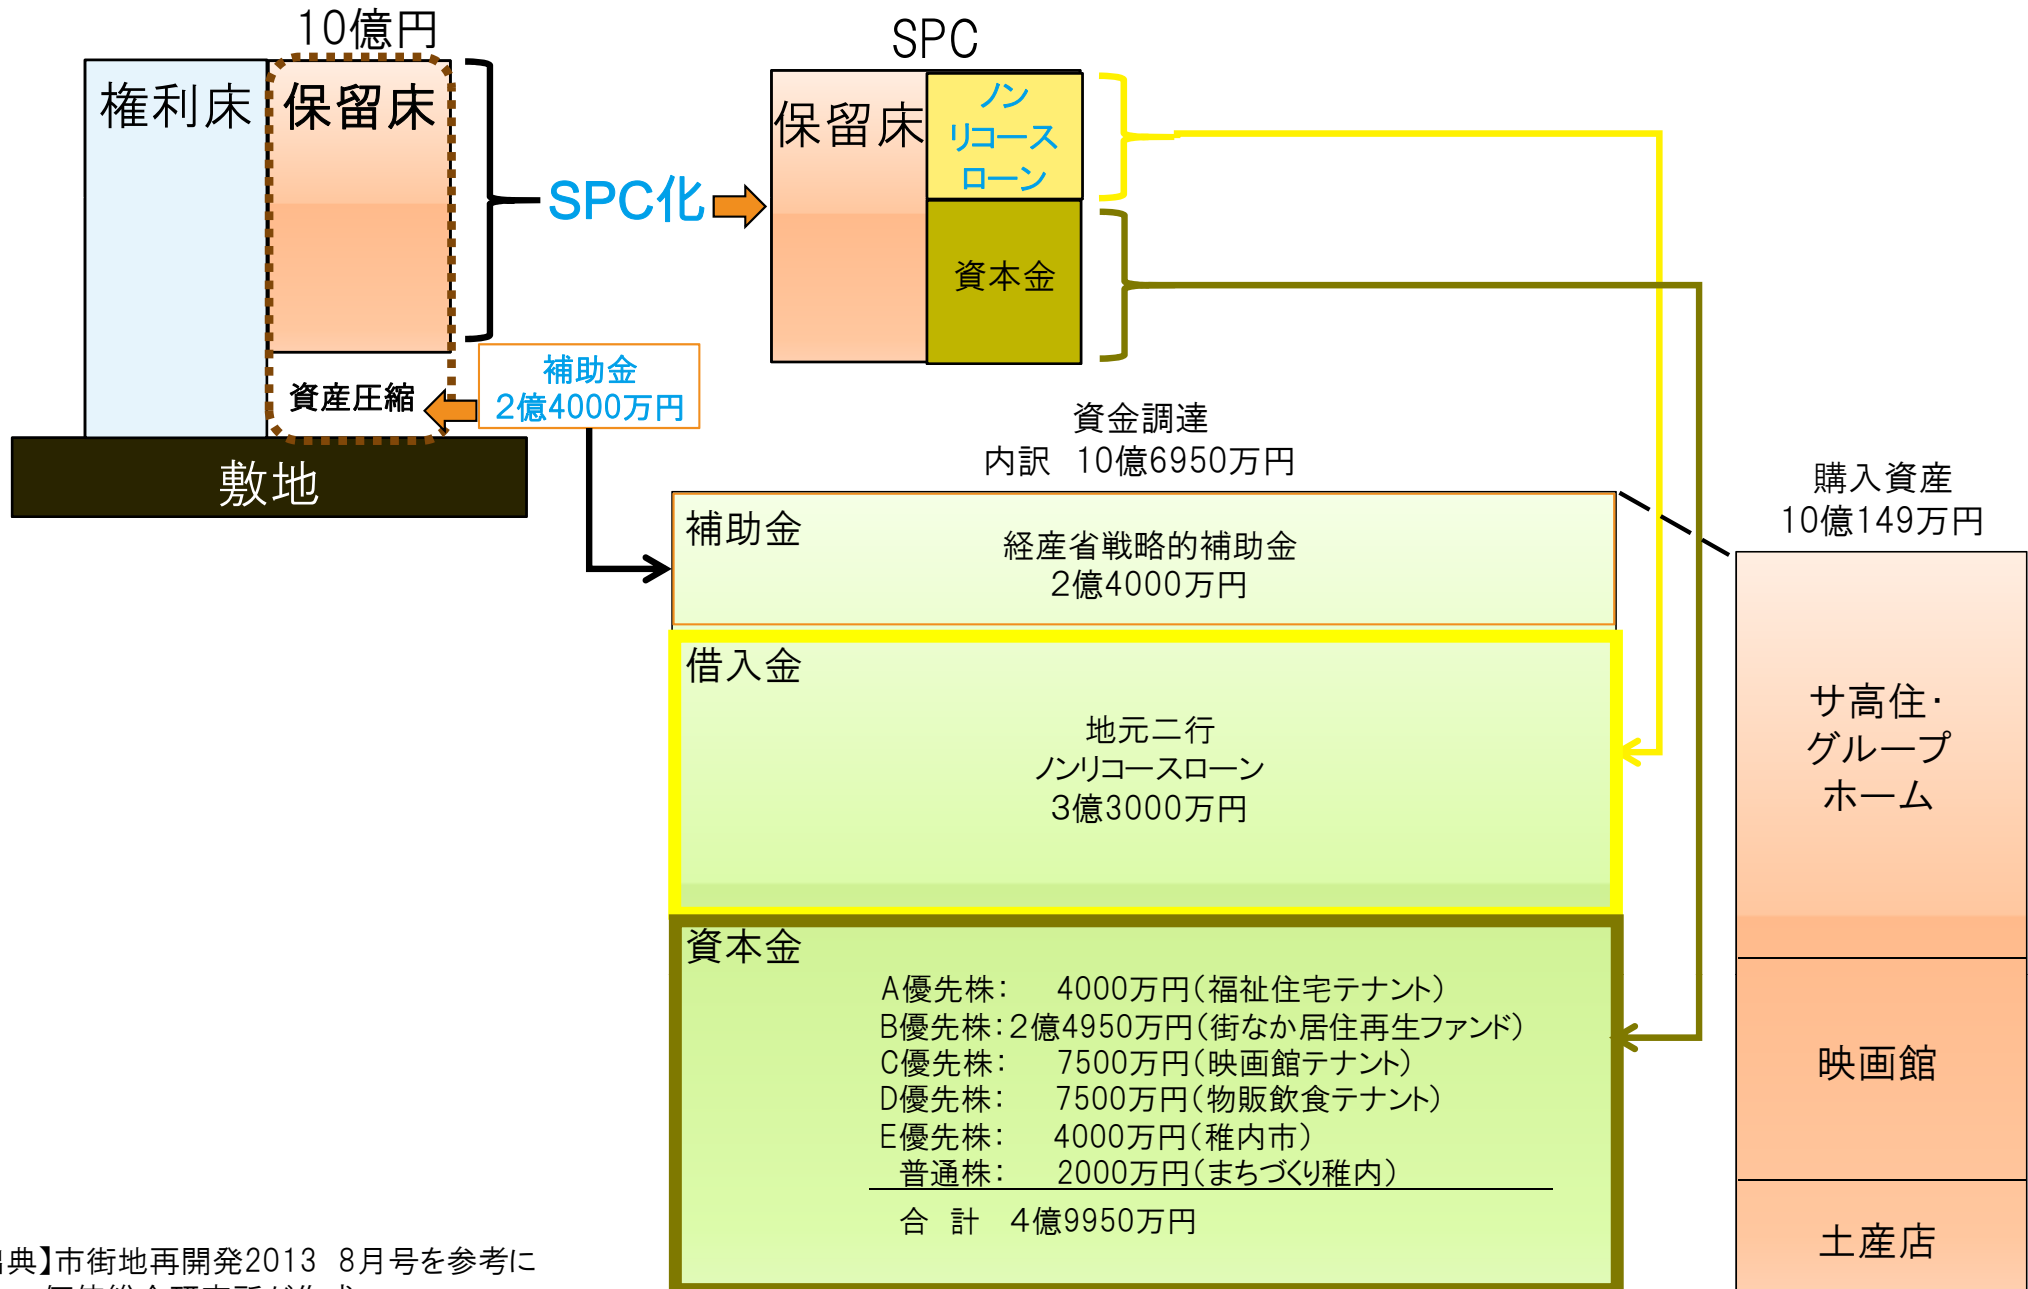 10億円
権利床
保留床
SPC化
資産圧縮
補助金
2億4000万円
敷地
SPC
保留床
ノン
リコース
ローン
資本金
資金調達
内訳　10億6950万円
補助金
経産省戦略的補助金
2億4000万円
借入金
地元二行
ノンリコースローン
3億3000万円
資本金
A優先株：　4000万円（福祉住宅テナント）
B優先株：2億4950万円（街なか居住再生ファンド）
C優先株：　7500万円（映画館テナント）
D優先株：　7500万円（物販飲食テナント）
E優先株：　4000万円（稚内市）
普通株：　2000万円（まちづくり稚内）
合　計　4億9950万円
購入資産
10億149万円
サ高住・
グループ
ホーム
映画館
土産店
典】市街地再開発2013　8月号を参考に